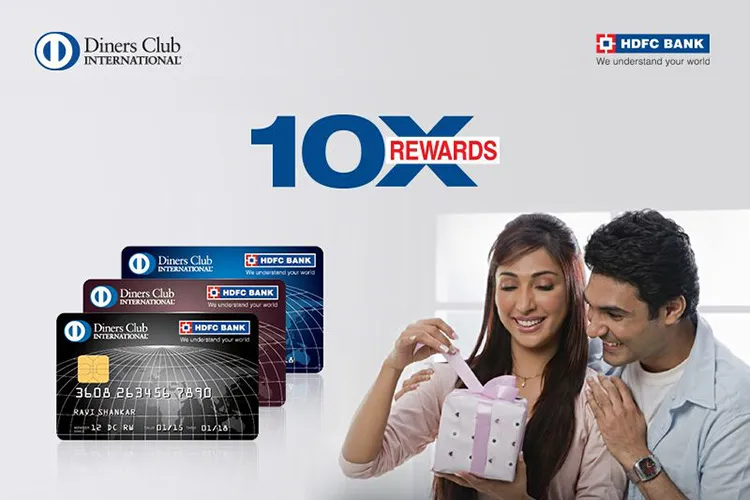 Diners Club
INTERNATIONAL
HDFC BANK
We understand your world
10X
REWARDS
Diners Club
INTERNATIONAL
HDFC BANK
We understand your world
Diners Club
INTERNATIONAL
HDFC BANK
We understand your world
Diners Club
INTERNATIONAL
HDFC BANK
We understand your world
3608 263456 7890
RAVI SHANKAR
12 DC RW 01/15 THRU 01/18
/18